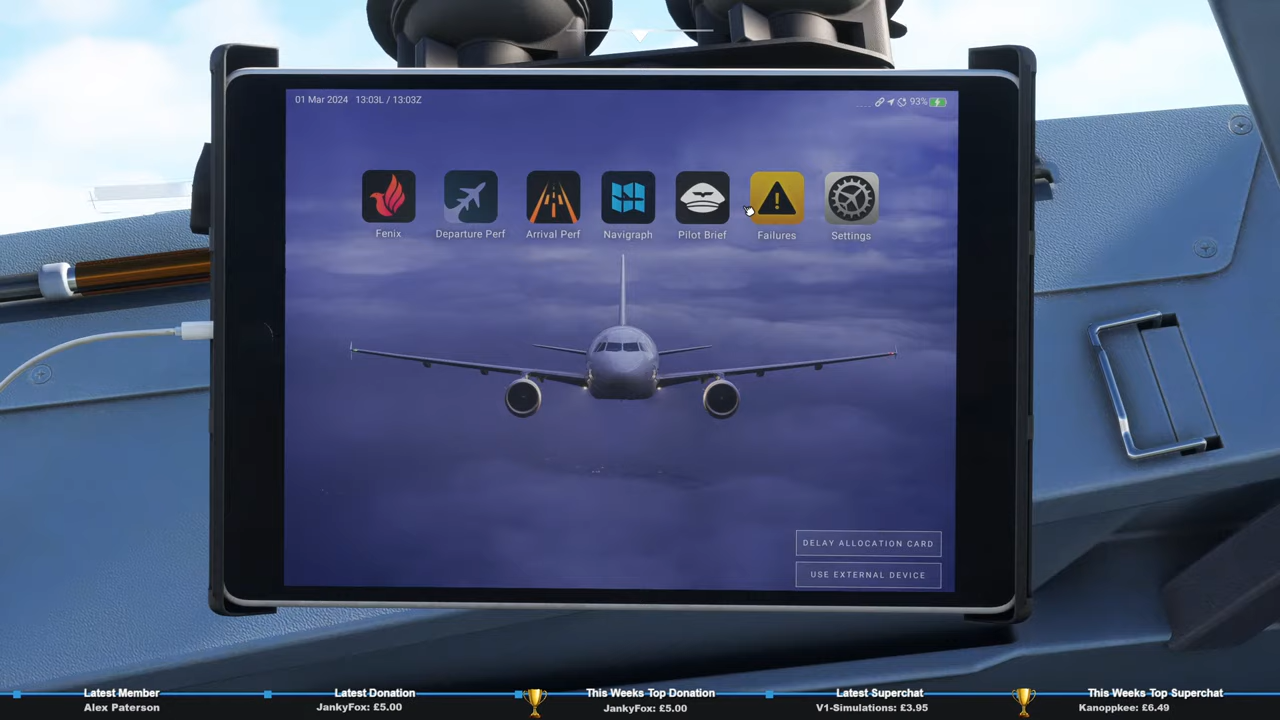 01 Mar 2024 13:03L / 13:03Z
93%
Fenix
Departure Perf
Arrival Perf
Navigraph
Pilot Brief
Failures
Settings
DELAY ALLOCATION CARD
USE EXTERNAL DEVICE
Latest Member
Alex Paterson
Latest Donation
JankyFox: £5.00
This Weeks Top Donation
JankyFox: £5.00
Latest Superchat
V1-Simulations: £3.95
This Weeks Top Superchat
Kanoppkee: £6.49